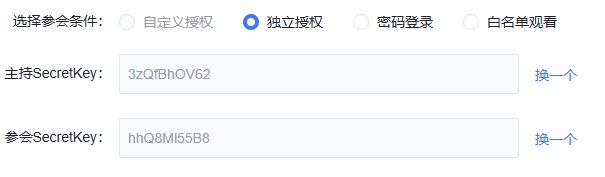 选择参会条件： 自定义授权 独立授权 密码登录 白名单观看
主持SecretKey： 3zQfBhOV62 换一个
参会SecretKey： hhQ8Ml55B8 换一个